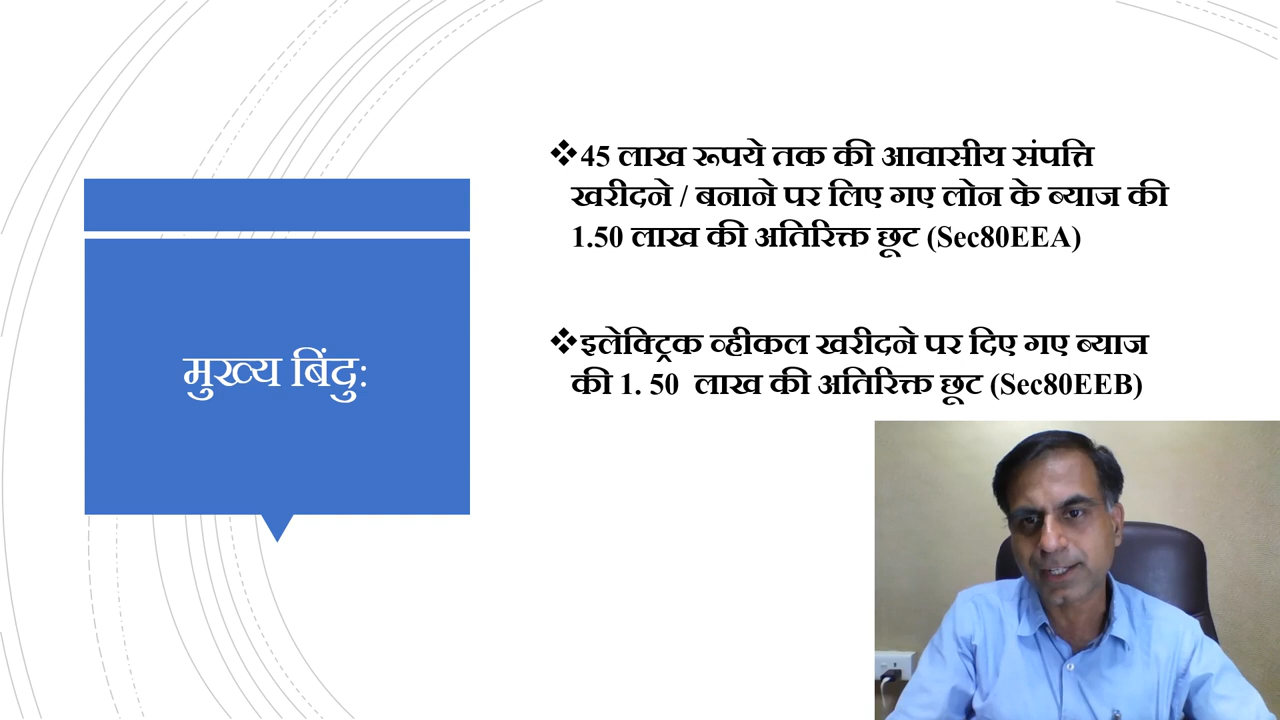 मुख्य बिंदु:
❖45 लाख रूपये तक की आवासीय संपत्ति
खरीदने / बनाने पर लिए गए लोन के ब्याज की
1.50 लाख की अतिरिक्त छूट (Sec80EEA)
❖इलेक्ट्रिक व्हीकल खरीदने पर दिए गए ब्याज
की 1. 50 लाख की अतिरिक्त छूट (Sec80EEB)